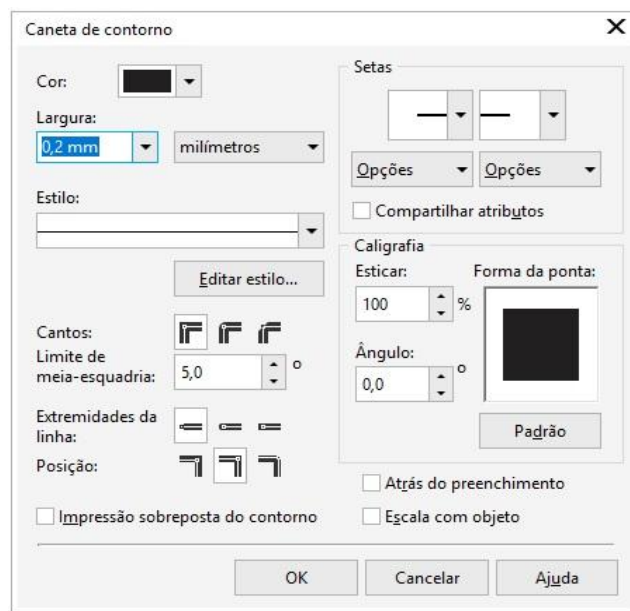 Caneta de contorno
Cor:
Largura:
0,2 mm
milímetros
Estilo:
Editar estilo...
Cantos:
Limite de
meia-esquadria:
5,0
o
Extremidades da
linha:
Posição:
Impressão sobreposta do contorno
Setas
Opções
Opções
Compartilhar atributos
Caligrafia
Esticar:
Forma da ponta:
100
%
Ângulo:
0,0
o
Padrão
Atrás do preenchimento
Escala com objeto
OK
Cancelar
Ajuda